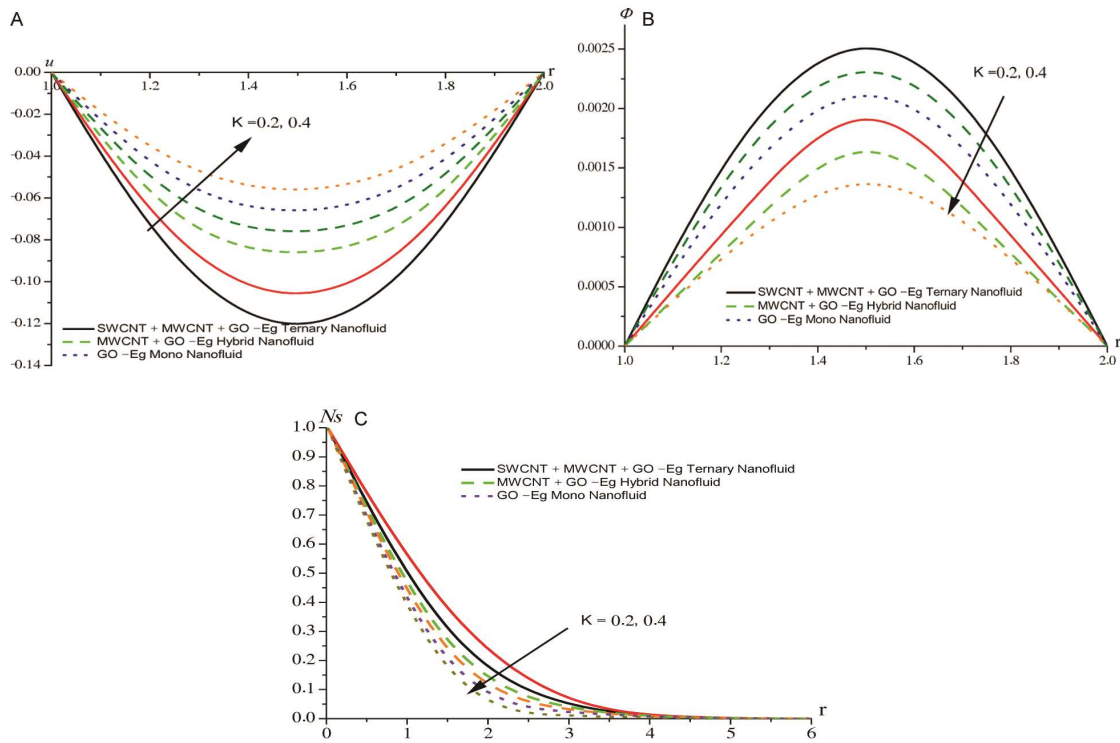 A
u
r
0.00
-0.02
-0.04
-0.06
-0.08
-0.10
-0.12
-0.14
1.0
1.2
1.4
1.6
1.8
2.0
K =0.2, 0.4
SWCNT + MWCNT + GO −Eg Ternary Nanofluid
MWCNT + GO −Eg Hybrid Nanofluid
GO −Eg Mono Nanofluid
Φ
B
0.0025
0.0020
0.0015
0.0010
0.0005
0.0000
K =0.2, 0.4
SWCNT + MWCNT + GO −Eg Ternary Nanofluid
MWCNT + GO −Eg Hybrid Nanofluid
GO −Eg Mono Nanofluid
r
1.0
1.2
1.4
1.6
1.8
2.0
Ns
C
1.0
0.9
0.8
0.7
0.6
0.5
0.4
0.3
0.2
0.1
0.0
SWCNT + MWCNT + GO −Eg Ternary Nanofluid
MWCNT + GO −Eg Hybrid Nanofluid
GO −Eg Mono Nanofluid
K = 0.2, 0.4
r
0
1
2
3
4
5
6